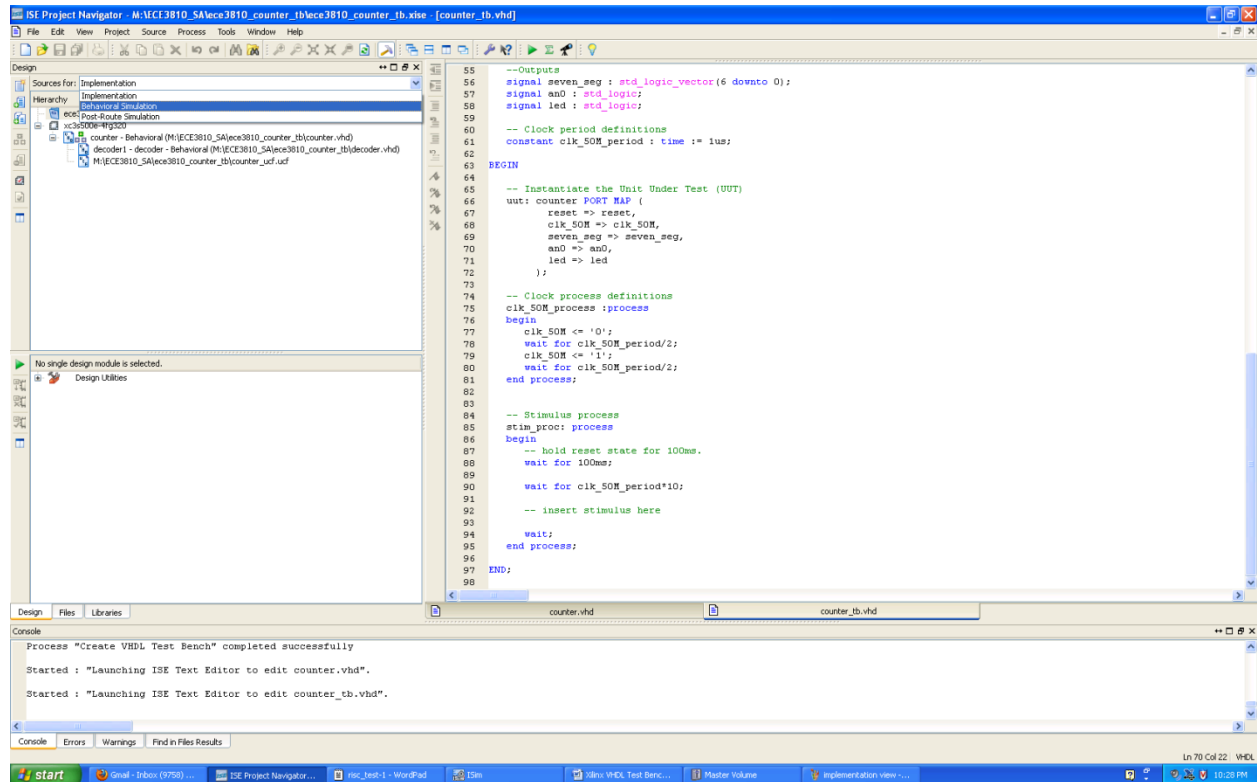 ISE Project Navigator - M:\ECE3810_SA\ece3810_counter_tb\ece3810_counter_tb.xise - [counter_tb.vhd]
File Edit View Project Source Process Tools Window Help
Design
Sources for: Implementation
Implementation
Behavioral Simulation
Post-Route Simulation
Hierarchy
xc3s500e-4fg320
counter - Behavioral (M:\ECE3810_SA\ece3810_counter_tb\counter.vhd)
decoder1 - decoder - Behavioral (M:\ECE3810_SA\ece3810_counter_tb\decoder.vhd)
M:\ECE3810_SA\ece3810_counter_tb\counter_ucf.ucf
No single design module is selected.
Design Utilities
Design Files Libraries
55 --Outputs
56 signal seven_seg : std_logic_vector(6 downto 0);
57 signal an0 : std_logic;
58 signal led : std_logic;
59
60 -- Clock period definitions
61 constant clk_50M_period : time := 1us;
62
63 BEGIN
64
65 -- Instantiate the Unit Under Test (UUT)
66 uut: counter PORT MAP (
67 reset => reset,
68 clk_50M => clk_50M,
69 seven_seg => seven_seg,
70 an0 => an0,
71 led => led
72 );
73
74 -- Clock process definitions
75 clk_50M_process :process
76 begin
77 clk_50M <= '0';
78 wait for clk_50M_period/2;
79 clk_50M <= '1';
80 wait for clk_50M_period/2;
81 end process;
82
83
84 -- Stimulus process
85 stim_proc: process
86 begin
87 -- hold reset state for 100ms.
88 wait for 100ms;
89
90 wait for clk_50M_period*10;
91
92 -- insert stimulus here
93
94 wait;
95 end process;
96
97 END;
98
counter.vhd counter_tb.vhd
Console
Process "Create VHDL Test Bench" completed successfully
Started : "Launching ISE Text Editor to edit counter.vhd".
Started : "Launching ISE Text Editor to edit counter_tb.vhd".
Console Errors Warnings Find in Files Results
Ln 70 Col 22 VHDL
start Gmail - Inbox (9758) ... ISE Project Navigator... risc_test-1 - WordPad ISim Xilinx VHDL Test Benc... Master Volume implementation view -... 10:28 PM